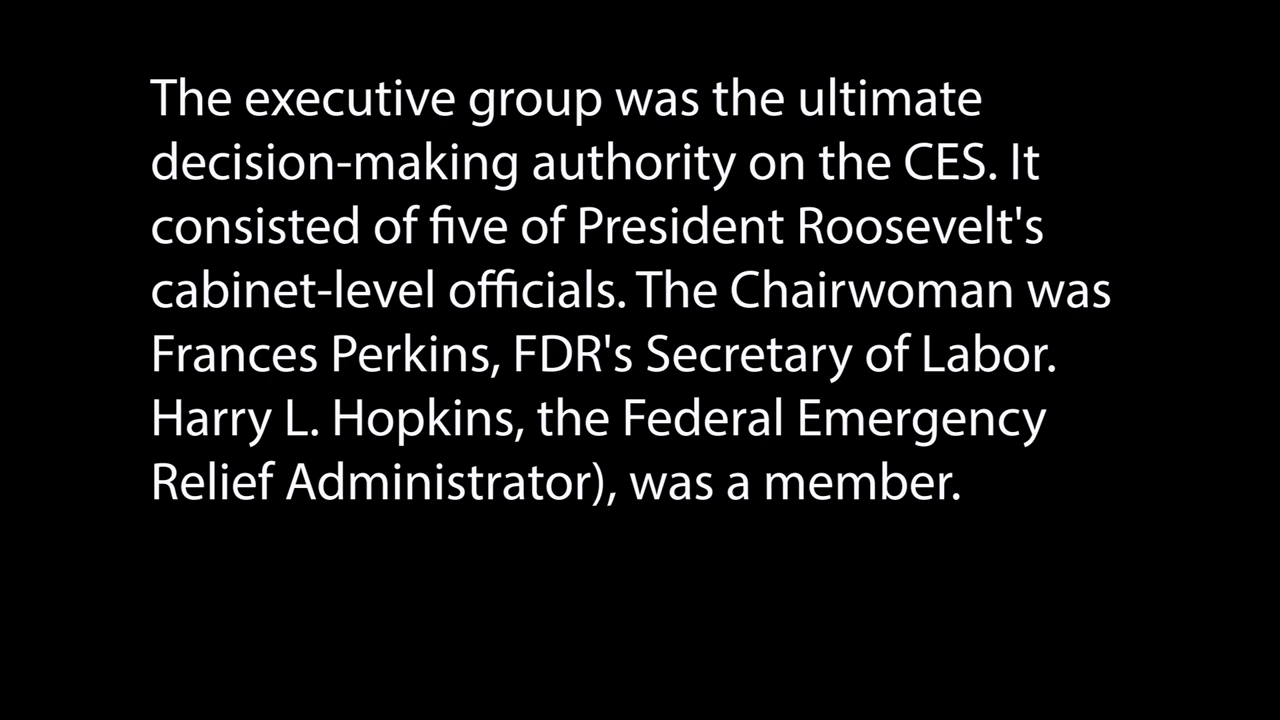 The executive group was the ultimate
decision-making authority on the CES. It
consisted of five of President Roosevelt's
cabinet-level officials. The Chairwoman was
Frances Perkins, FDR's Secretary of Labor.
Harry L. Hopkins, the Federal Emergency
Relief Administrator), was a member.